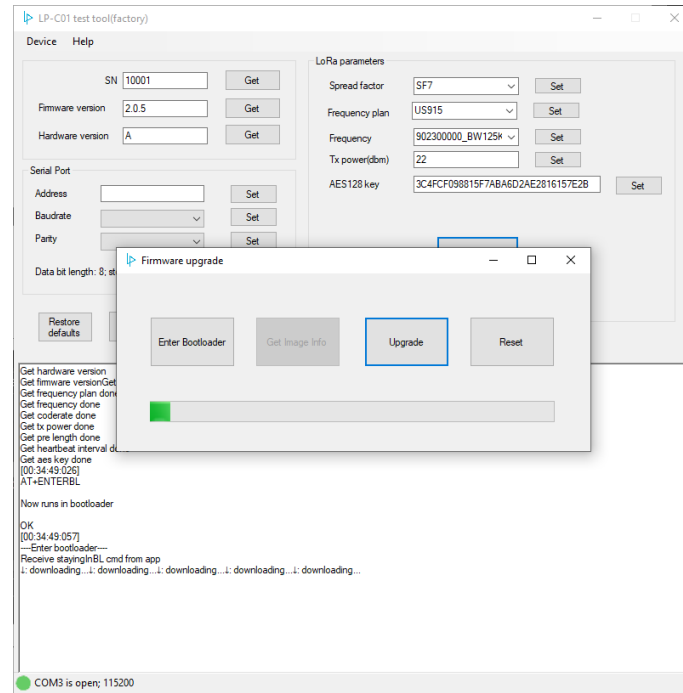 LP-C01 test tool(factory)
Device Help
SN 10001 Get
Firmware version 2.0.5 Get
Hardware version A Get
Serial Port
Address Set
Baudrate Set
Parity Set
Data bit length: 8; st
Restore defaults
LoRa parameters
Spread factor SF7 Set
Frequency plan US915 Set
Frequency 902300000_BW125K Set
Tx power(dbm) 22 Set
AES128 key 3C4FCF098815F7ABA6D2AE2816157E2B Set
Firmware upgrade
Enter Bootloader Get Image Info Upgrade Reset
Get hardware version
Get firmware versionGet
Get frequency plan done
Get frequency done
Get coderate done
Get tx power done
Get pre length done
Get heartbeat interval d
Get aes key done
[00:34:49:026]
AT+ENTERBL
Now runs in bootloader
OK
[00:34:49:057]
----Enter bootloader----
Receive stayingInBL cmd from app
↓: downloading...↓: downloading...↓: downloading...↓: downloading...↓: downloading...
COM3 is open; 115200